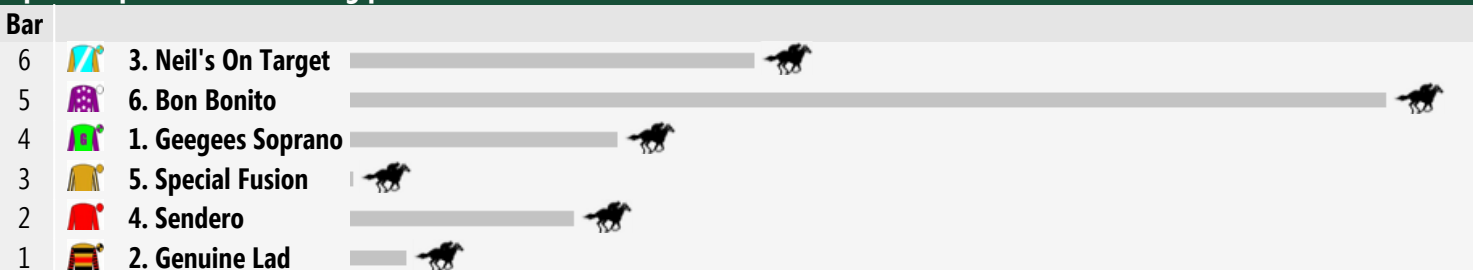 Bar
6 3. Neil's On Target
5 6. Bon Bonito
4 G 1. Geegees Soprano
3 5. Special Fusion
2 4. Sendero
1 2. Genuine Lad